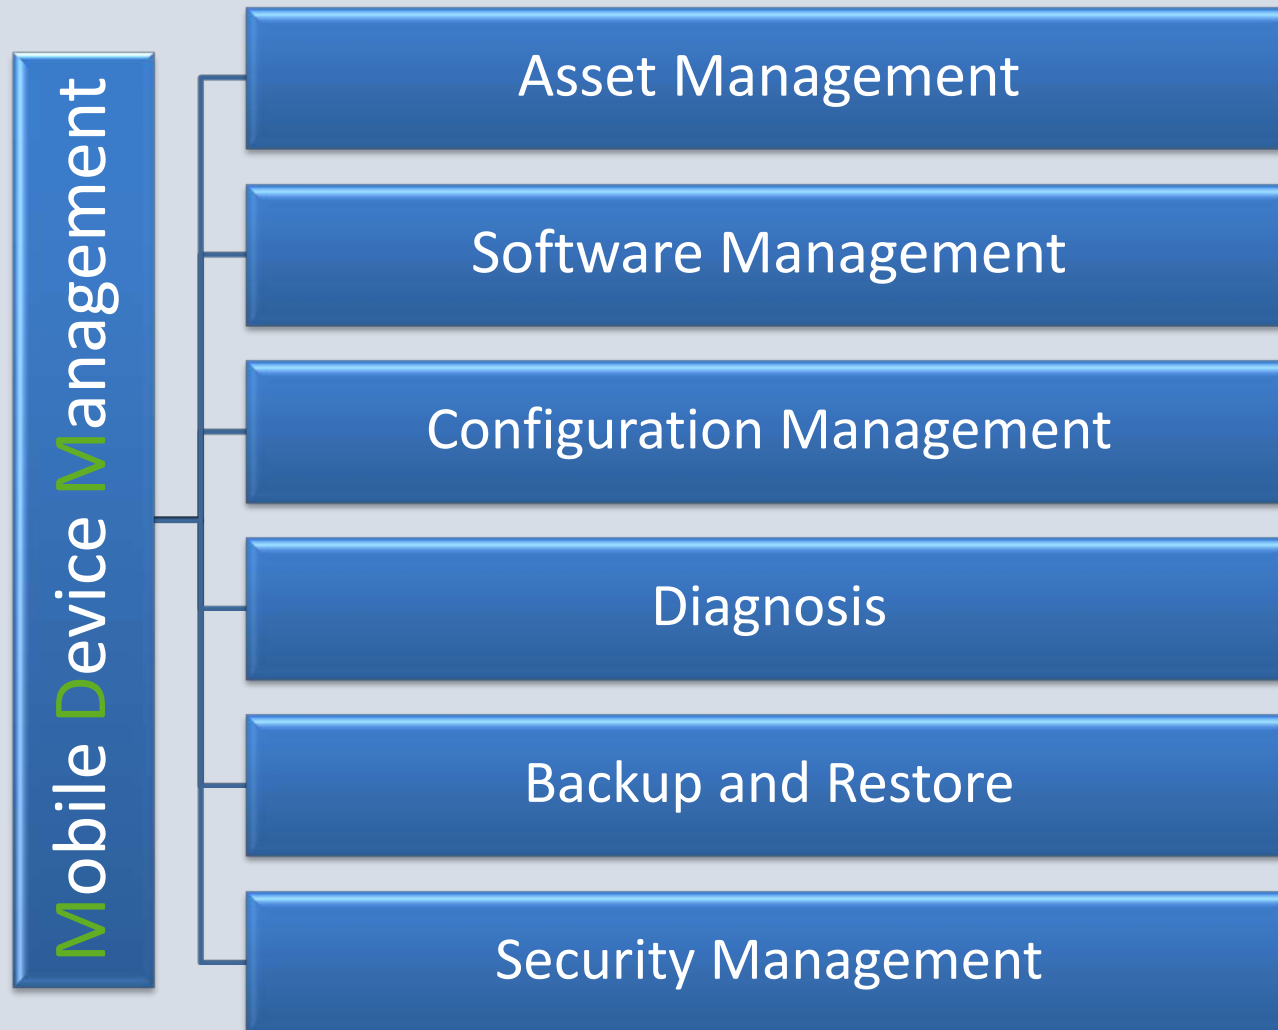 Mobile Device Management
Asset Management
Software Management
Configuration Management
Diagnosis
Backup and Restore
Security Management